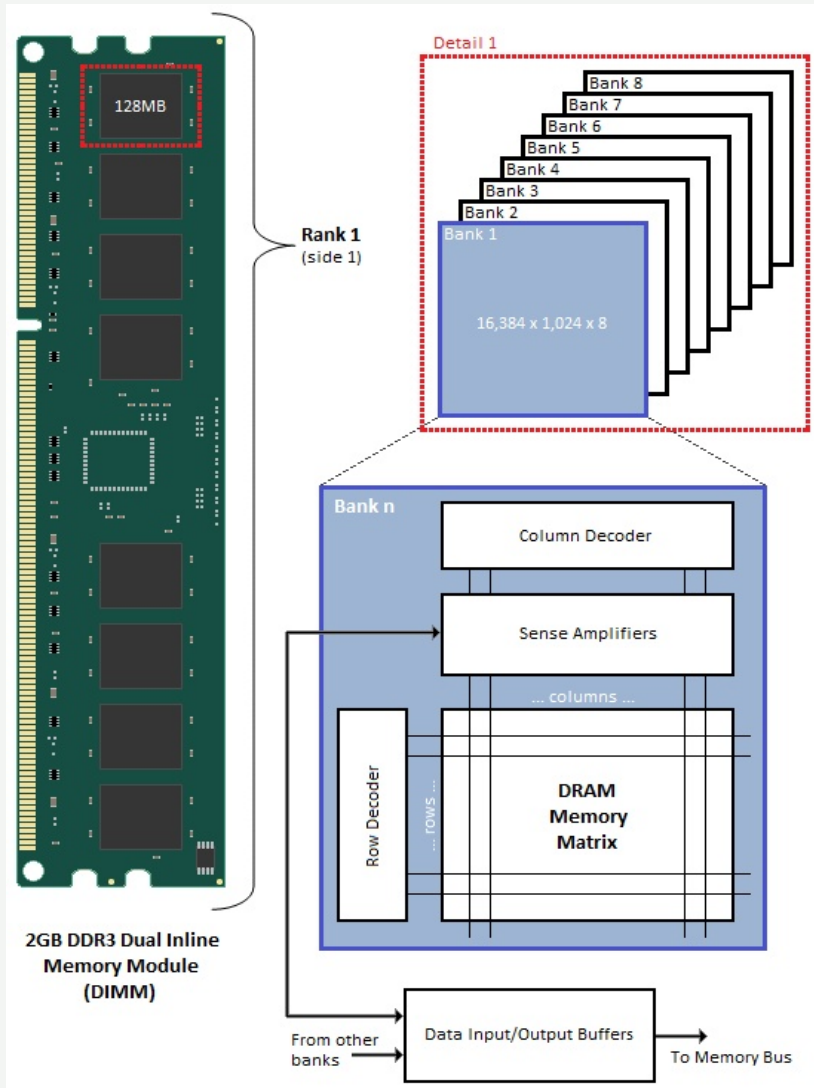 128MB
Rank 1
(side 1)
2GB DDR3 Dual Inline
Memory Module
(DIMM)
Detail 1
Bank 8
Bank 7
Bank 6
Bank 5
Bank 4
Bank 3
Bank 2
Bank 1
16,384 x 1,024 x 8
Bank n
Column Decoder
Sense Amplifiers
... columns ...
Row Decoder
... rows ...
DRAM
Memory
Matrix
Data Input/Output Buffers
From other
banks
To Memory Bus